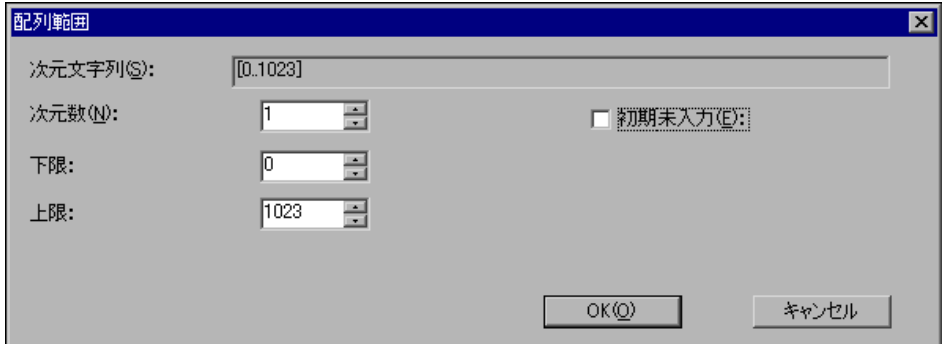 配列範囲
次元文字列(S): [0..1023]
次元数(N): 1 初期未入力(E):
下限: 0
上限: 1023
OK(O) キャンセル